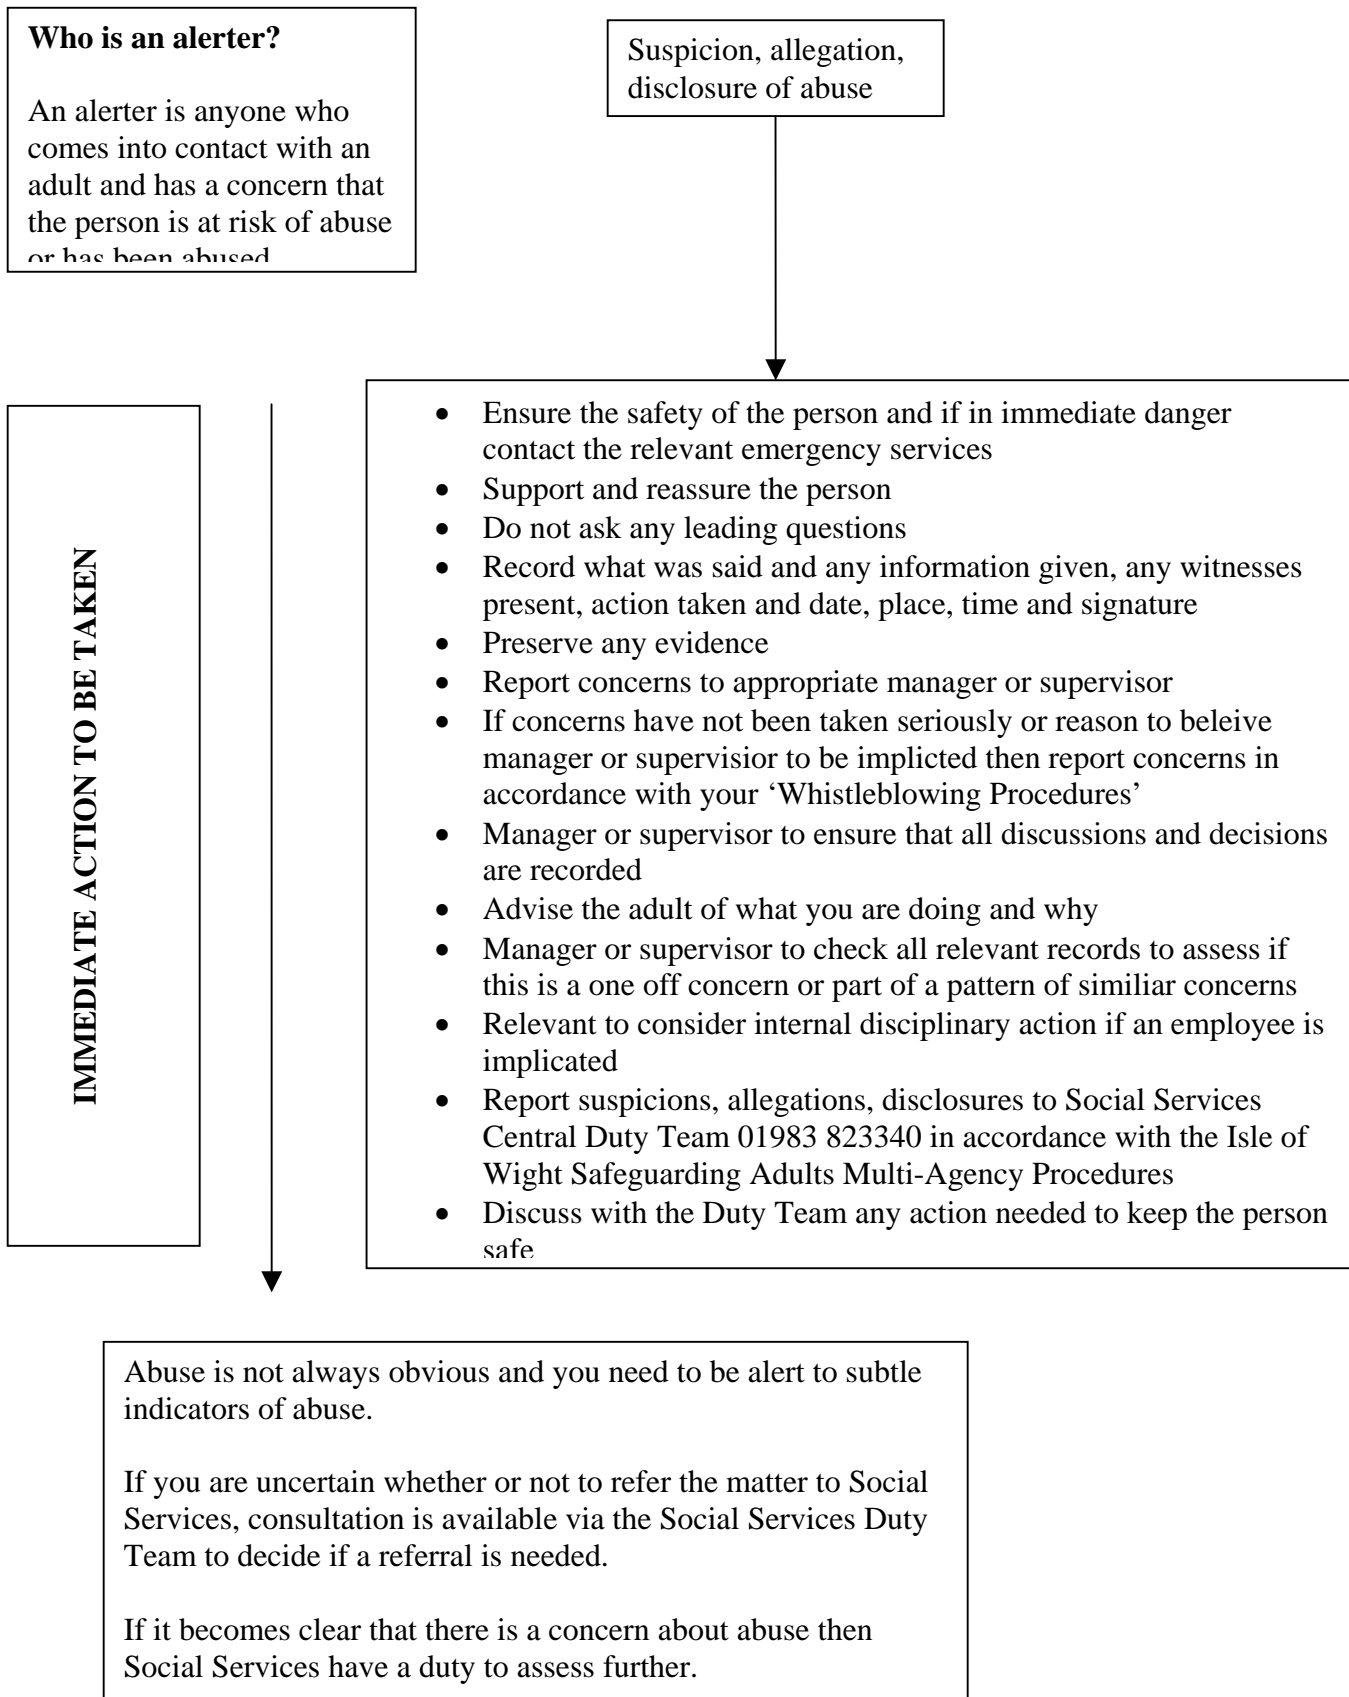 Who is an alerter?
An alerter is anyone who
comes into contact with an
adult and has a concern that
the person is at risk of abuse
or has been abused
Suspicion, allegation,
disclosure of abuse
IMMEDIATE ACTION TO BE TAKEN
• Ensure the safety of the person and if in immediate danger
contact the relevant emergency services
• Support and reassure the person
• Do not ask any leading questions
• Record what was said and any information given, any witnesses
present, action taken and date, place, time and signature
• Preserve any evidence
• Report concerns to appropriate manager or supervisor
• If concerns have not been taken seriously or reason to beleive
manager or supervisior to be implicted then report concerns in
accordance with your ‘Whistleblowing Procedures’
• Manager or supervisor to ensure that all discussions and decisions
are recorded
• Advise the adult of what you are doing and why
• Manager or supervisor to check all relevant records to assess if
this is a one off concern or part of a pattern of similiar concerns
• Relevant to consider internal disciplinary action if an employee is
implicated
• Report suspicions, allegations, disclosures to Social Services
Central Duty Team 01983 823340 in accordance with the Isle of
Wight Safeguarding Adults Multi-Agency Procedures
• Discuss with the Duty Team any action needed to keep the person
safe
Abuse is not always obvious and you need to be alert to subtle
indicators of abuse.
If you are uncertain whether or not to refer the matter to Social
Services, consultation is available via the Social Services Duty
Team to decide if a referral is needed.
If it becomes clear that there is a concern about abuse then
Social Services have a duty to assess further.